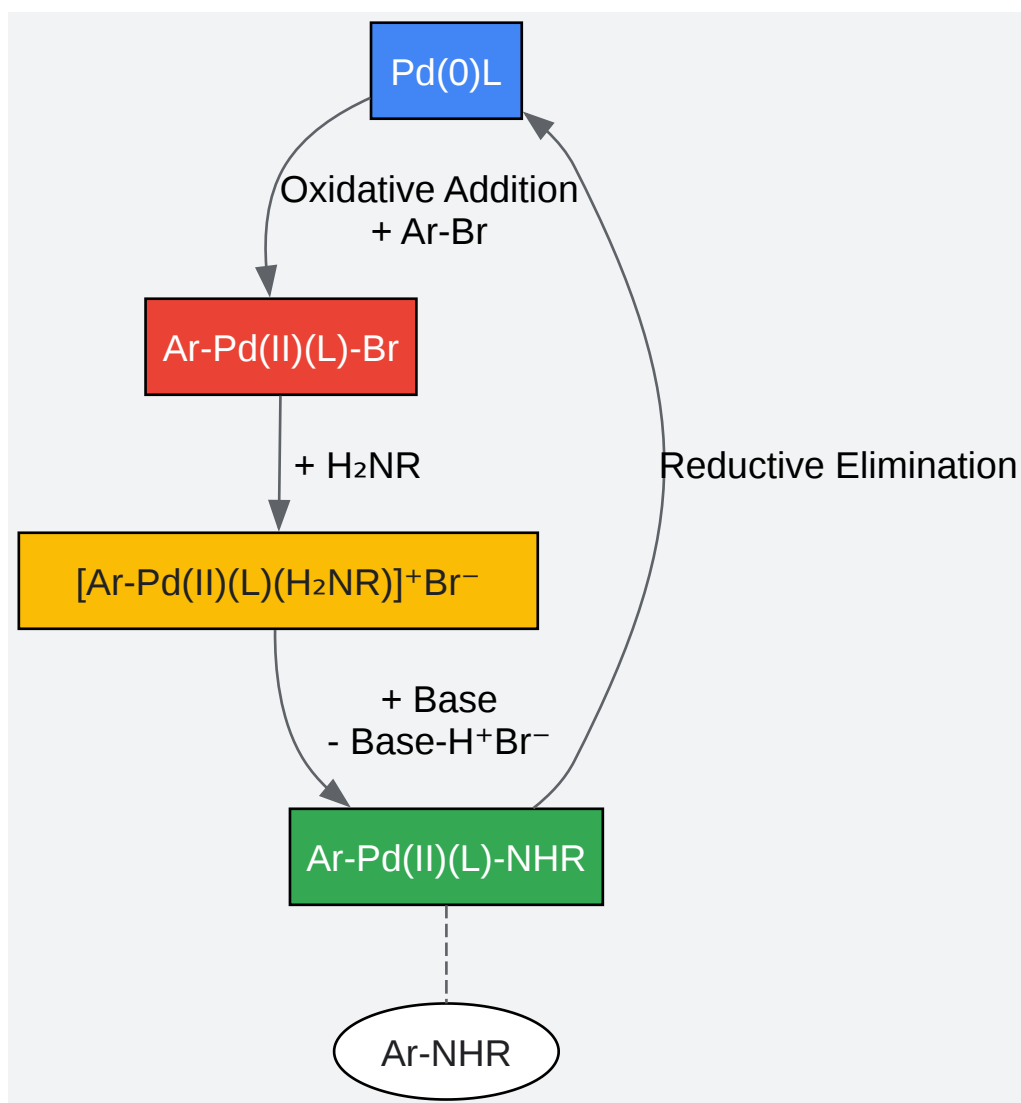 Pd(0)L
Oxidative Addition
+ Ar-Br
Ar-Pd(II)(L)-Br
+ H₂NR
Reductive Elimination
[Ar-Pd(II)(L)(H₂NR)]⁺Br⁻
+ Base
- Base-H⁺Br⁻
Ar-Pd(II)(L)-NHR
Ar-NHR